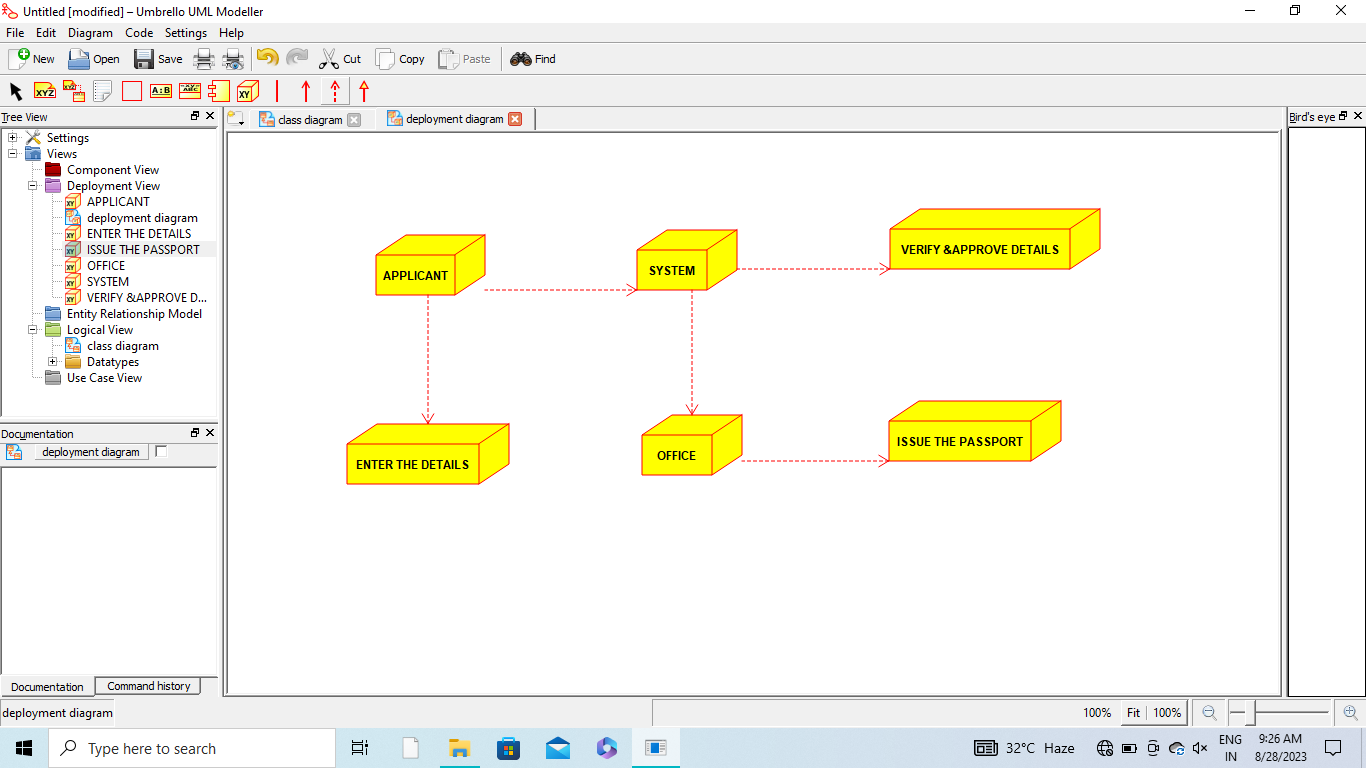 Untitled [modified] – Umbrello UML Modeller
File Edit Diagram Code Settings Help
New Open Save Cut Copy Paste Find
XYZ XYZ A:B ABC XY
Tree View
class diagram
deployment diagram
Bird's eye
Settings
Views
Component View
Deployment View
APPLICANT
deployment diagram
ENTER THE DETAILS
ISSUE THE PASSPORT
OFFICE
SYSTEM
VERIFY &APPROVE D...
Entity Relationship Model
Logical View
class diagram
Datatypes
Use Case View
APPLICANT
SYSTEM
VERIFY &APPROVE DETAILS
ENTER THE DETAILS
OFFICE
ISSUE THE PASSPORT
Documentation
deployment diagram
Documentation Command history
deployment diagram
100% Fit 100%
Type here to search
32°C Haze
ENG
IN
9:26 AM
8/28/2023